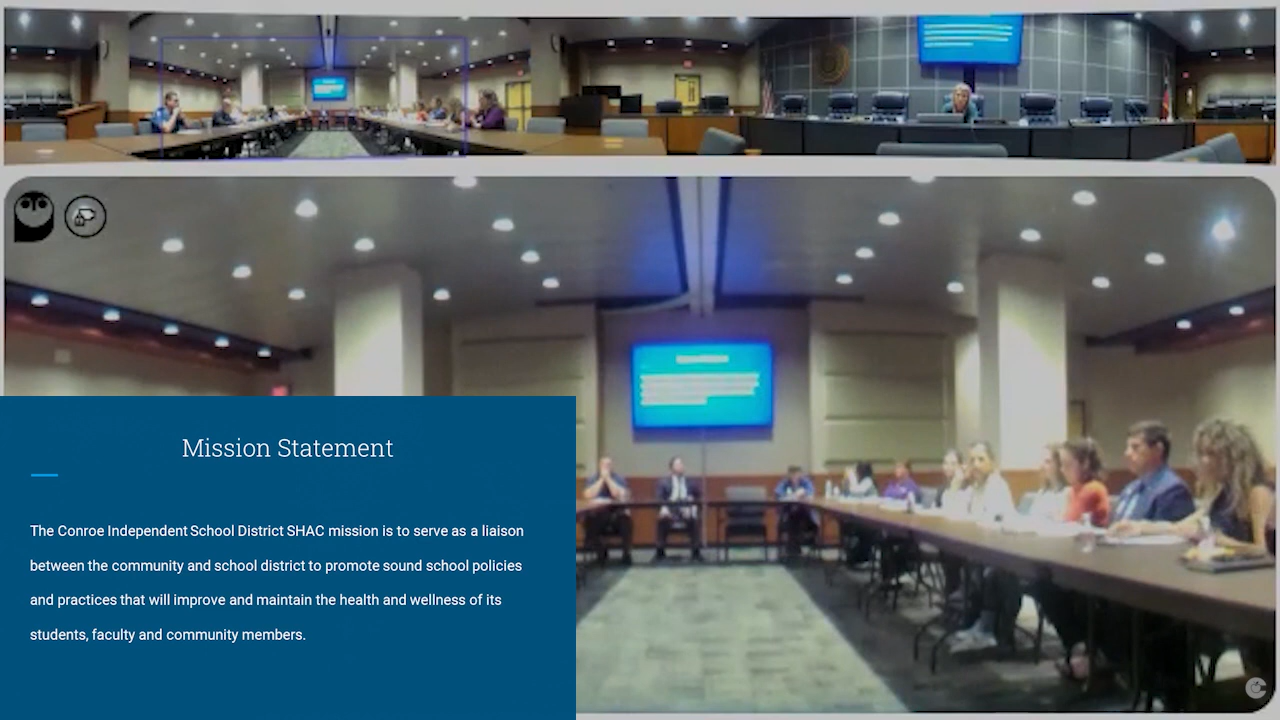 Mission Statement
The Conroe Independent School District SHAC mission is to serve as a liaison
between the community and school district to promote sound school policies
and practices that will improve and maintain the health and wellness of its
students, faculty and community members.